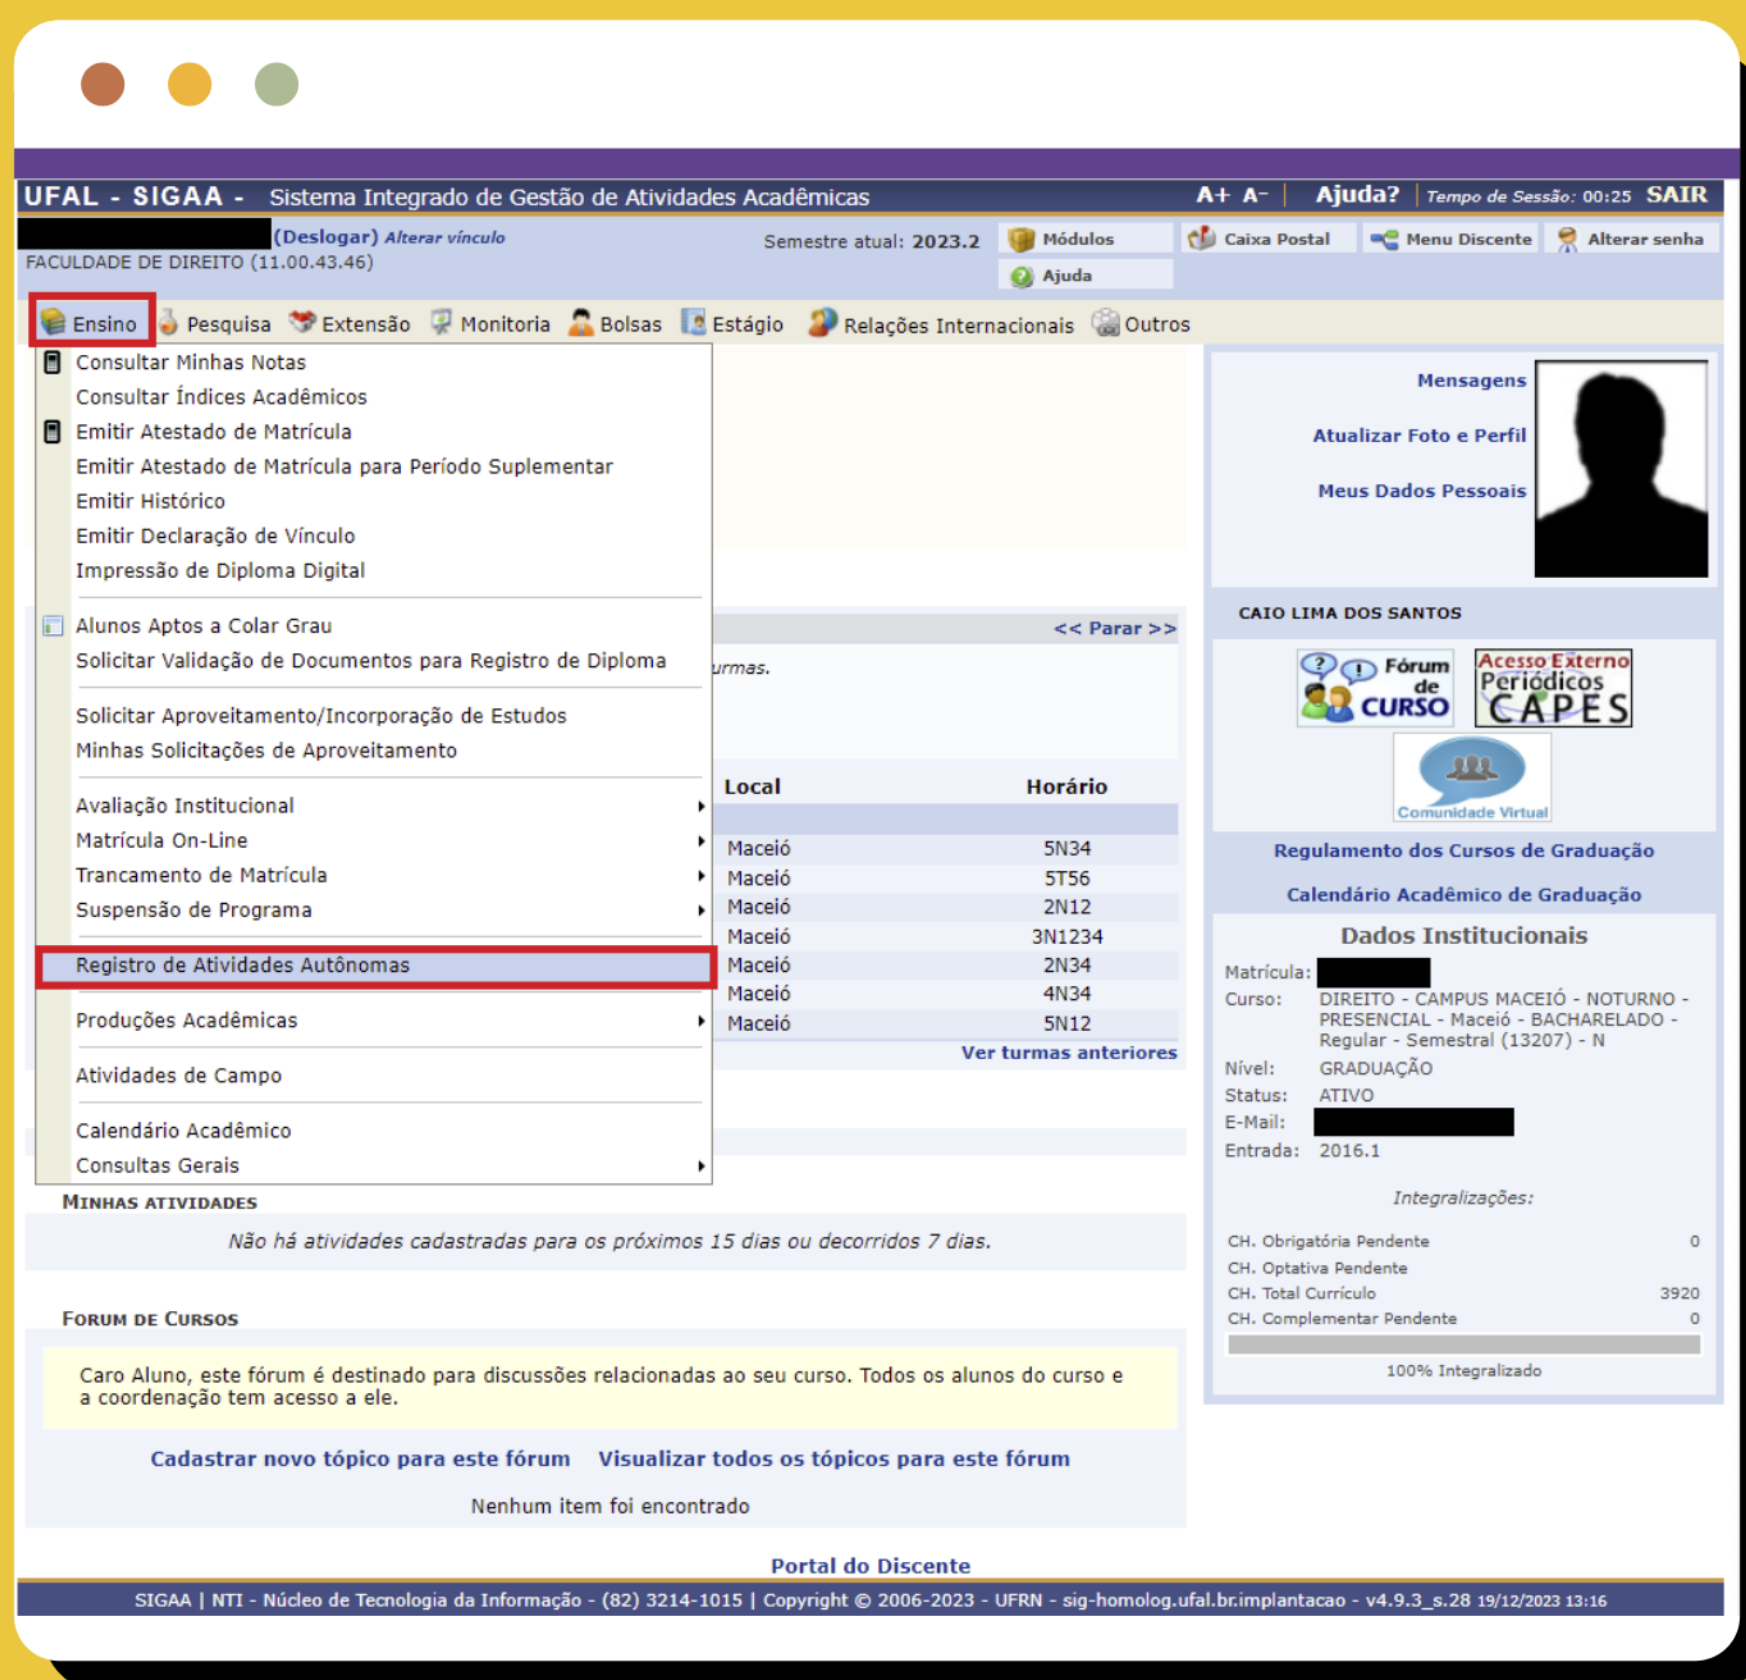 UFAL - SIGAA - Sistema Integrado de Gestão de Atividades Acadêmicas
A+ A- | Ajuda? | Tempo de Sessão: 00:25 SAIR
(Deslogar) Alterar vínculo
Semestre atual: 2023.2
Módulos
Caixa Postal
Menu Discente
Alterar senha
FACULDADE DE DIREITO (11.00.43.46)
Ajuda
Ensino
Pesquisa
Extensão
Monitoria
Bolsas
Estágio
Relações Internacionais
Outros
Consultar Minhas Notas
Consultar Índices Acadêmicos
Emitir Atestado de Matrícula
Emitir Atestado de Matrícula para Período Suplementar
Emitir Histórico
Emitir Declaração de Vínculo
Impressão de Diploma Digital
Alunos Aptos a Colar Grau
Solicitar Validação de Documentos para Registro de Diploma
Solicitar Aproveitamento/Incorporação de Estudos
Minhas Solicitações de Aproveitamento
Avaliação Institucional
Matrícula On-Line
Trancamento de Matrícula
Suspensão de Programa
Registro de Atividades Autônomas
Produções Acadêmicas
Atividades de Campo
Calendário Acadêmico
Consultas Gerais
<< Parar >>
urmas.
Local Horário
Maceió 5N34
Maceió 5T56
Maceió 2N12
Maceió 3N1234
Maceió 2N34
Maceió 4N34
Maceió 5N12
Ver turmas anteriores
MINHAS ATIVIDADES
Não há atividades cadastradas para os próximos 15 dias ou decorridos 7 dias.
FORUM DE CURSOS
Caro Aluno, este fórum é destinado para discussões relacionadas ao seu curso. Todos os alunos do curso e
a coordenação tem acesso a ele.
Cadastrar novo tópico para este fórum Visualizar todos os tópicos para este fórum
Nenhum item foi encontrado
Mensagens
Atualizar Foto e Perfil
Meus Dados Pessoais
CAIO LIMA DOS SANTOS
Fórum
de
CURSO
Acesso Externo
Periódicos
CAPES
Comunidade Virtual
Regulamento dos Cursos de Graduação
Calendário Acadêmico de Graduação
Dados Institucionais
Matrícula:
Curso: DIREITO - CAMPUS MACEIÓ - NOTURNO -
PRESENCIAL - Maceió - BACHARELADO -
Regular - Semestral (13207) - N
Nível: GRADUAÇÃO
Status: ATIVO
E-Mail:
Entrada: 2016.1
Integralizações:
CH. Obrigatória Pendente 0
CH. Optativa Pendente
CH. Total Currículo 3920
CH. Complementar Pendente 0
100% Integralizado
Portal do Discente
SIGAA | NTI - Núcleo de Tecnologia da Informação - (82) 3214-1015 | Copyright © 2006-2023 - UFRN - sig-homolog.ufal.br.implantacao - v4.9.3_s.28 19/12/2023 13:16